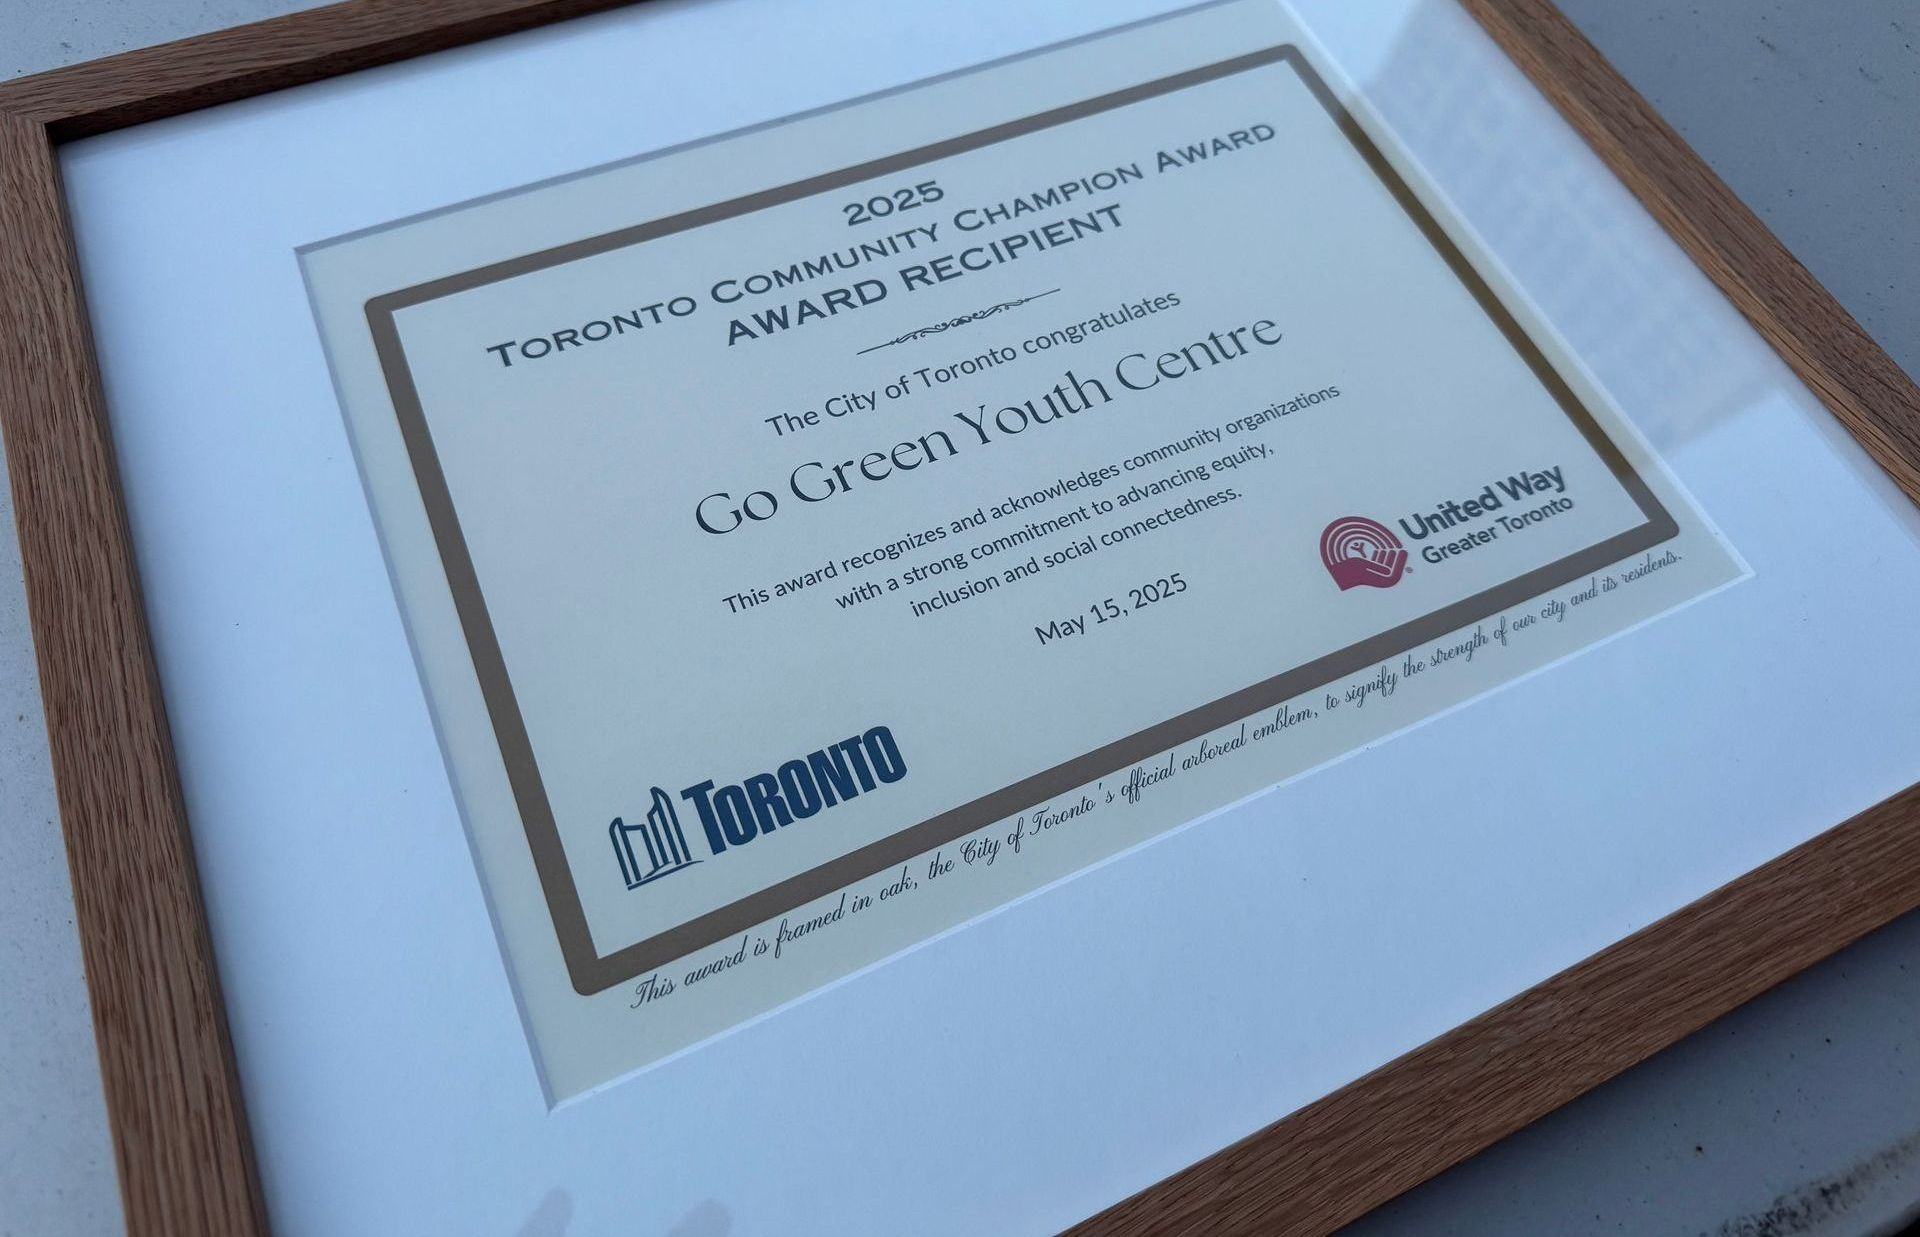 2025
TORONTO COMMUNITY CHAMPION AWARD
AWARD RECIPIENT
The City of Toronto congratulates
Go Green Youth Centre
This award recognizes and acknowledges community organizations
with a strong commitment to advancing equity,
inclusion and social connectedness.
May 15, 2025
United Way
Greater Toronto
TORONTO
This award is framed in oak, the City of Toronto's official arboreal emblem, to signify the strength of our city and its residents.